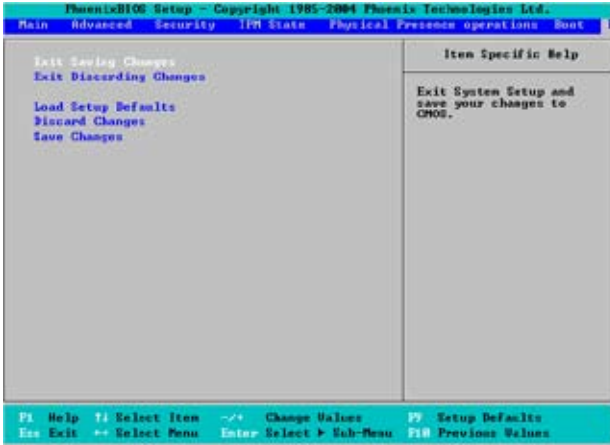 PhoenixBIOS Setup - Copyright 1985-2004 Phoenix Technologies Ltd.
Main Advanced Security TPM State Physical Presence operations Boot
Item Specific Help
Exit Saving Changes
Exit Discarding Changes
Load Setup Defaults
Discard Changes
Save Changes
Exit System Setup and
save your changes to
CMOS.
F1 Help ↑↓ Select Item -/+ Change Values F9 Setup Defaults
Esc Exit ↔ Select Menu Enter Select ▶ Sub-Menu F10 Previous Values